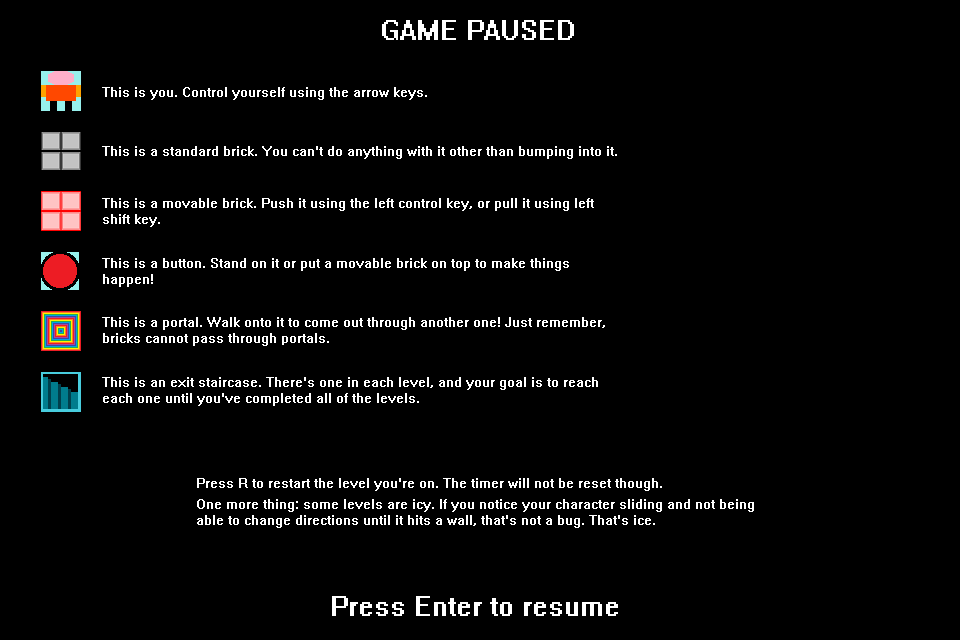 GAME PAUSED
This is you. Control yourself using the arrow keys.
This is a standard brick. You can't do anything with it other than bumping into it.
This is a movable brick. Push it using the left control key, or pull it using left
shift key.
This is a button. Stand on it or put a movable brick on top to make things
happen!
This is a portal. Walk onto it to come out through another one! Just remember,
bricks cannot pass through portals.
This is an exit staircase. There's one in each level, and your goal is to reach
each one until you've completed all of the levels.
Press R to restart the level you're on. The timer will not be reset though.
One more thing: some levels are icy. If you notice your character sliding and not being
able to change directions until it hits a wall, that's not a bug. That's ice.
Press Enter to resume